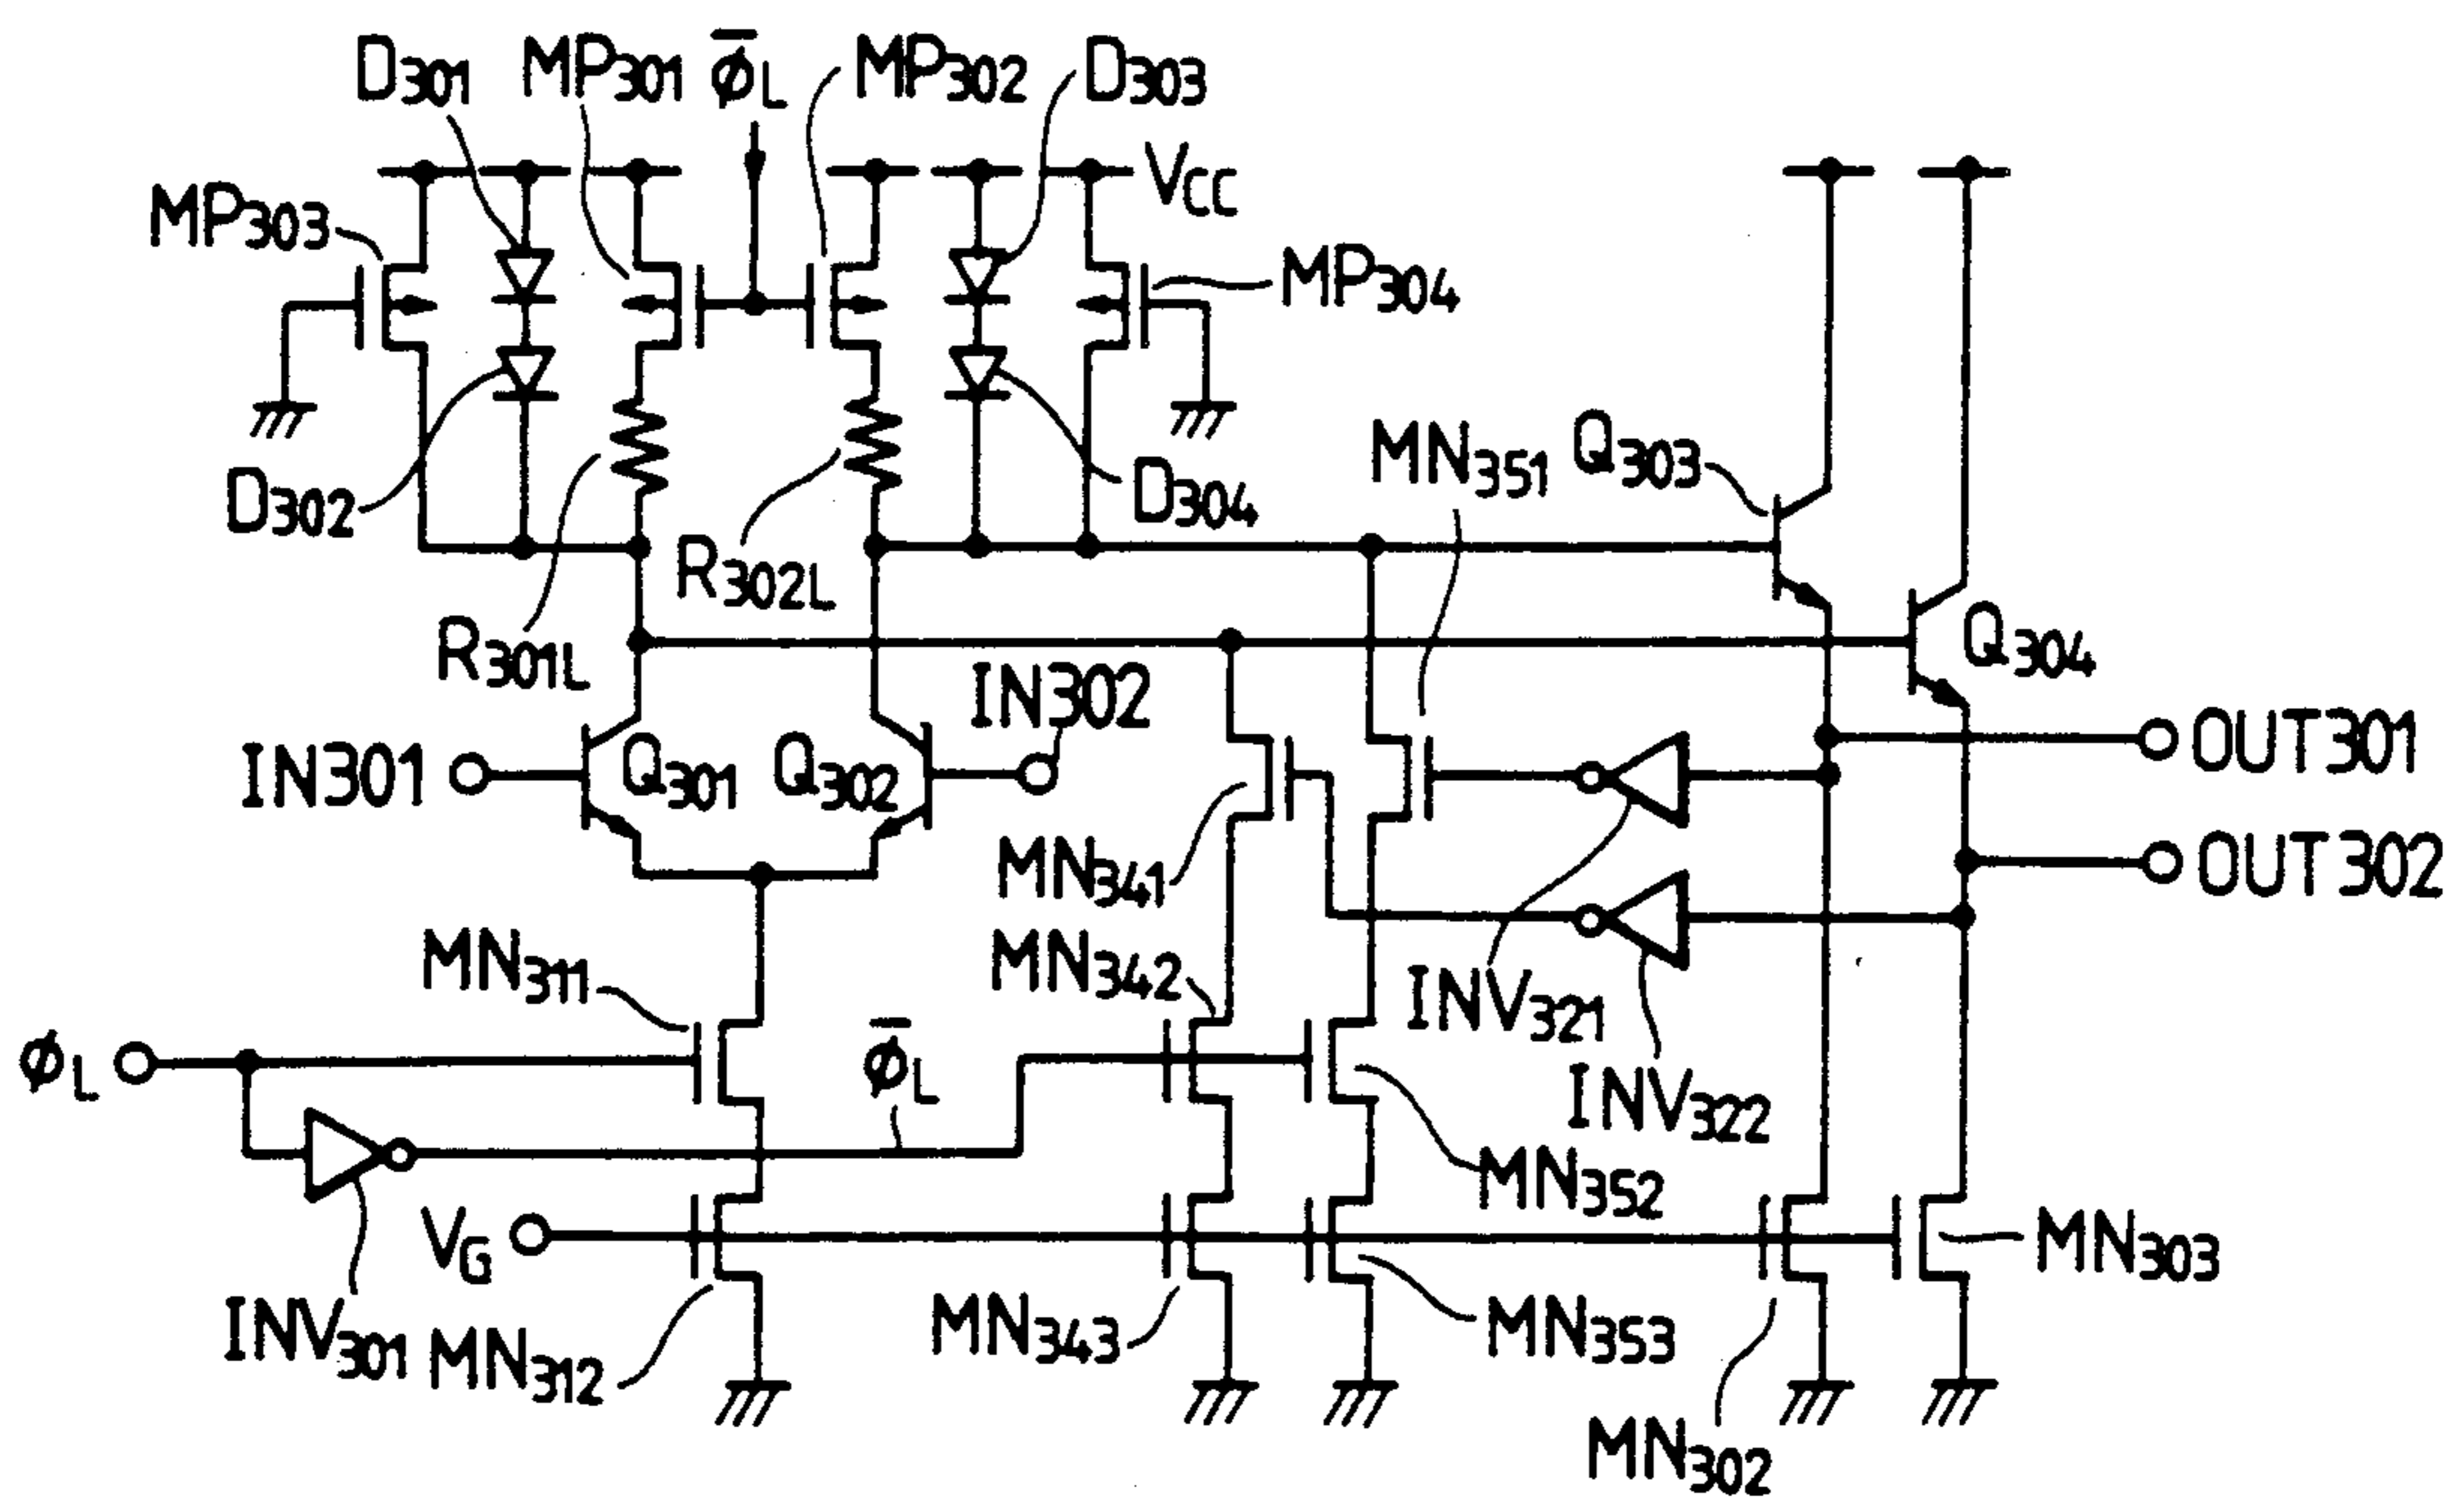 D301 MP301 φ̅L MP302 D303
VCC
MP303
MP304
MN351 Q303
D302
D304
R302L
R301L
Q304
IN302
IN301
Q301 Q302
OUT301
MN341
OUT302
MN311
MN342
INV321
φL
φ̅L
INV322
MN352
VG
MN303
INV301 MN312
MN343
MN353
MN302